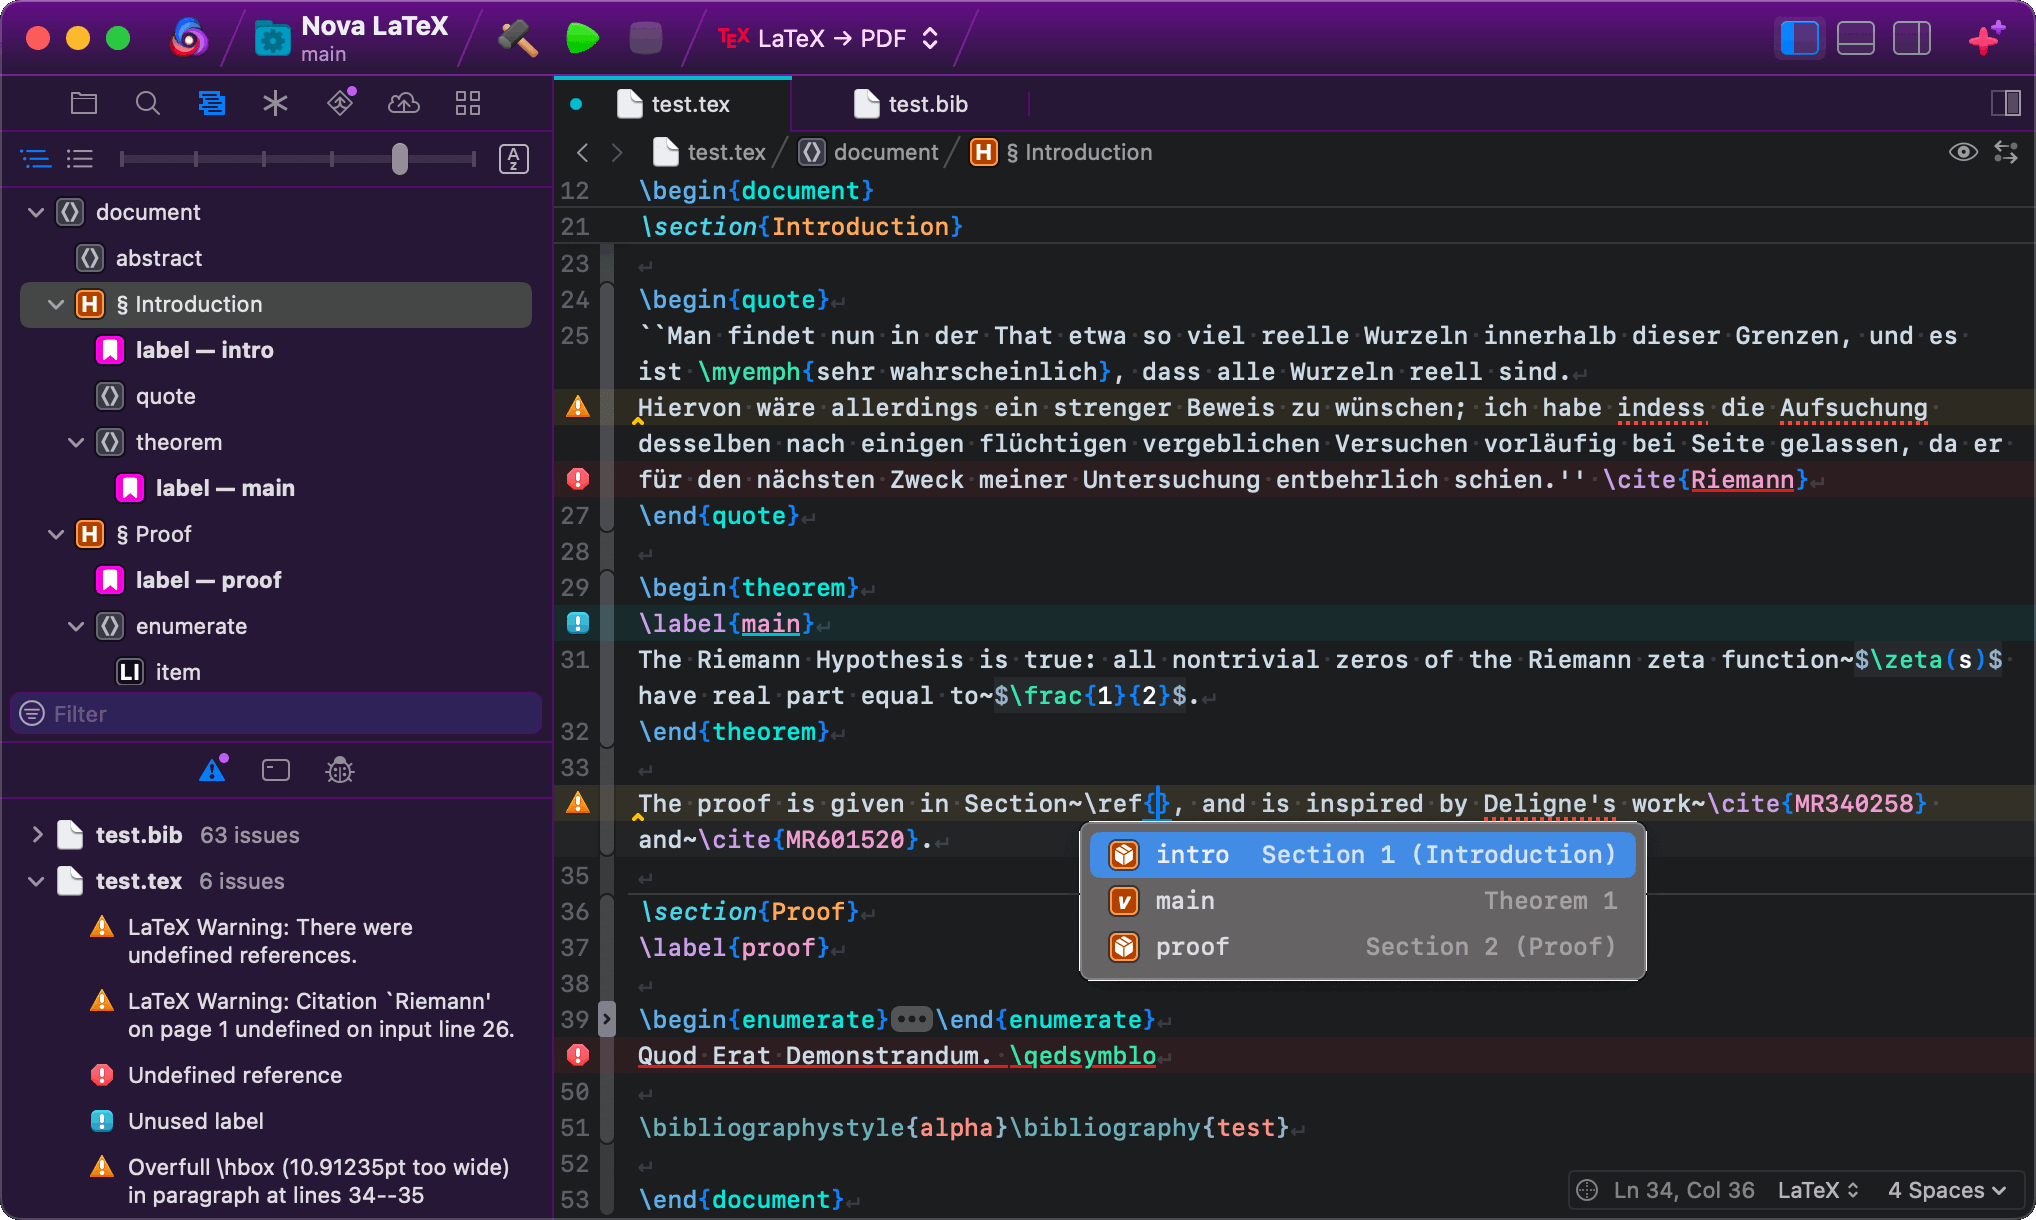 Nova LaTeX
main
TEX LaTeX → PDF
test.tex
test.bib
A
Z
test.tex
document
H § Introduction
document
abstract
H § Introduction
label — intro
quote
theorem
label — main
H § Proof
label — proof
enumerate
LI item
Filter
test.bib 63 issues
test.tex 6 issues
LaTeX Warning: There were
undefined references.
LaTeX Warning: Citation `Riemann'
on page 1 undefined on input line 26.
Undefined reference
Unused label
Overfull \hbox (10.91235pt too wide)
in paragraph at lines 34--35
12 \begin{document}
21 \section{Introduction}
23
24 \begin{quote}
25 ``Man findet nun in der That etwa so viel reelle Wurzeln innerhalb dieser Grenzen, und es
ist \myemph{sehr wahrscheinlich}, dass alle Wurzeln reell sind.
Hiervon wäre allerdings ein strenger Beweis zu wünschen; ich habe indess die Aufsuchung
desselben nach einigen flüchtigen vergeblichen Versuchen vorläufig bei Seite gelassen, da er
für den nächsten Zweck meiner Untersuchung entbehrlich schien.'' \cite{Riemann}
27 \end{quote}
28
29 \begin{theorem}
\label{main}
31 The Riemann Hypothesis is true: all nontrivial zeros of the Riemann zeta function~$\zeta(s)$
have real part equal to~$\frac{1}{2}$.
32 \end{theorem}
33
The proof is given in Section~\ref{}, and is inspired by Deligne's work~\cite{MR340258}
and~\cite{MR601520}.
intro Section 1 (Introduction)
v main Theorem 1
proof Section 2 (Proof)
35
36 \section{Proof}
37 \label{proof}
38
39 \begin{enumerate}•••\end{enumerate}
Quod Erat Demonstrandum. \qedsymblo
50
51 \bibliographystyle{alpha}\bibliography{test}
52
53 \end{document}
Ln 34, Col 36 LaTeX 4 Spaces